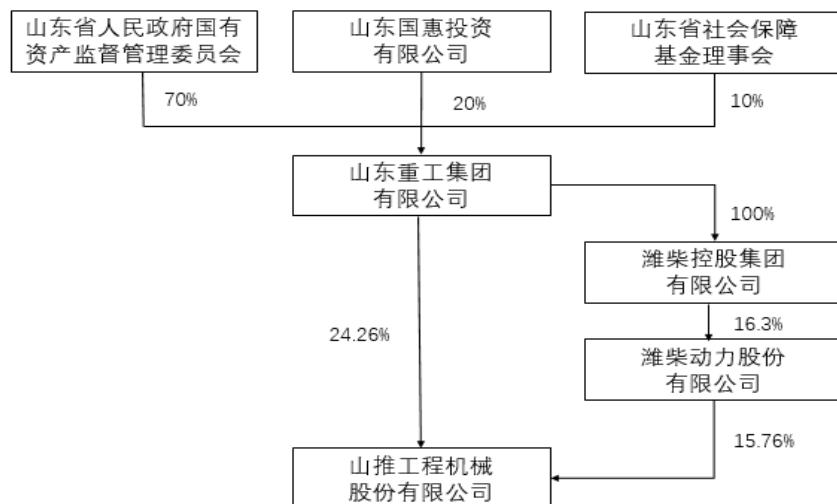 山东省人民政府国有
资产监督管理委员会
山东国惠投资
有限公司
山东省社会保障
基金理事会
70%
20%
10%
山东重工集团
有限公司
100%
潍柴控股集团
有限公司
24.26%
16.3%
潍柴动力股份
有限公司
15.76%
山推工程机械
股份有限公司